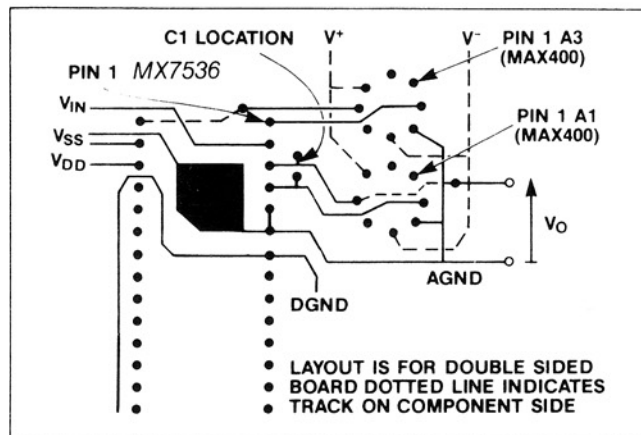 C1 LOCATION
V+
V-
PIN 1 A3
(MAX400)
PIN 1 MX7536
VIN
VSS
VDD
PIN 1 A1
(MAX400)
VO
AGND
DGND
LAYOUT IS FOR DOUBLE SIDED
BOARD DOTTED LINE INDICATES
TRACK ON COMPONENT SIDE